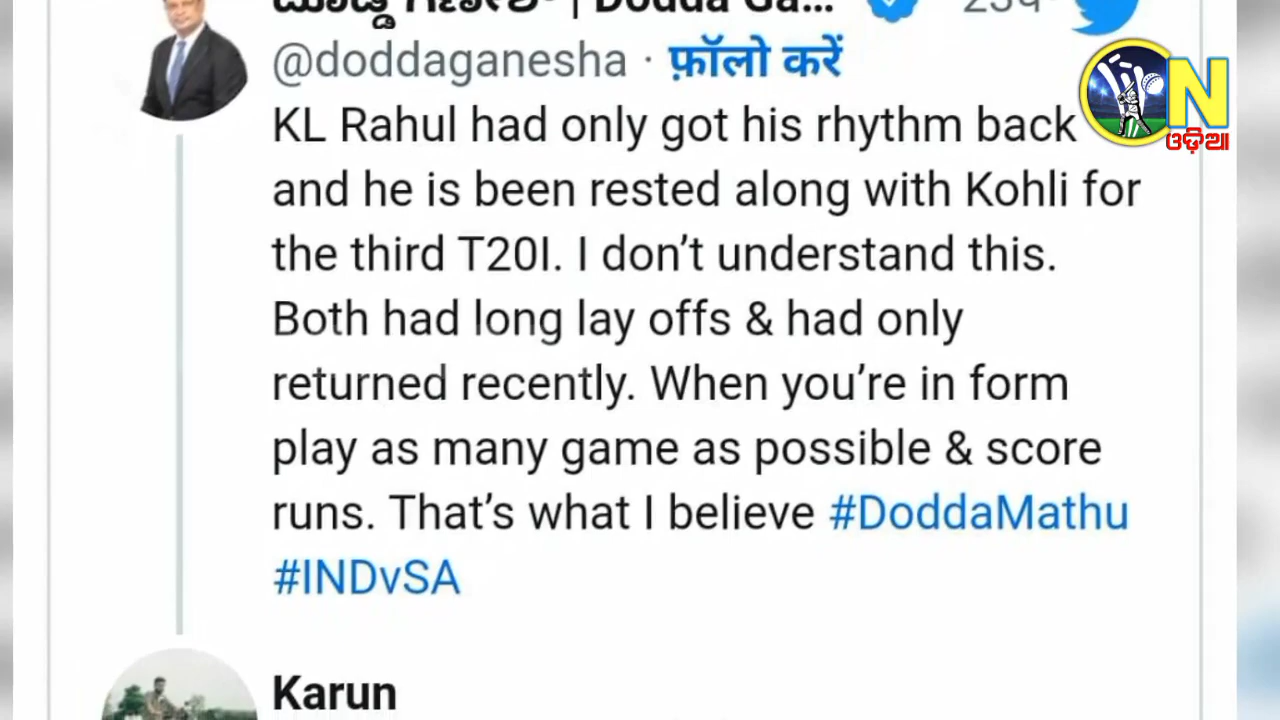 | Dodda Ga...
@doddaganesha · फ़ॉलो करें
KL Rahul had only got his rhythm back
and he is been rested along with Kohli for
the third T20I. I don’t understand this.
Both had long lay offs & had only
returned recently. When you’re in form
play as many game as possible & score
runs. That’s what I believe #DoddaMathu
#INDvSA
Karun
N
ଓଡ଼ିଆ